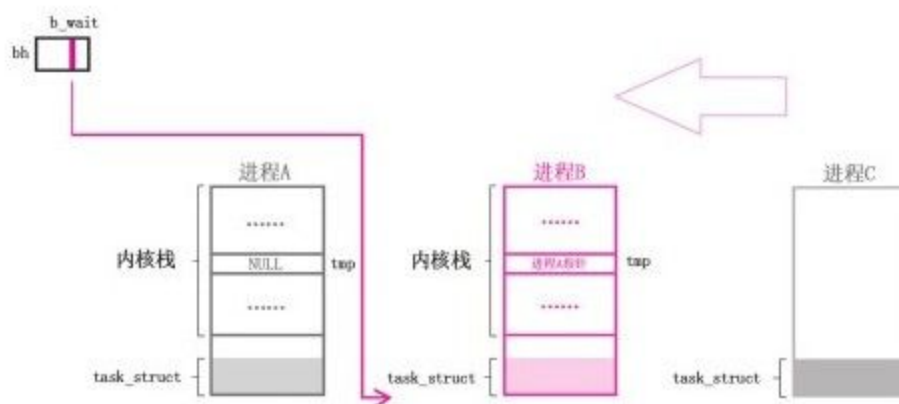 b_wait
bh
进程A
进程B
进程C
......
......
内核栈
NULL
tmp
内核栈
进程A指针
tmp
......
......
task_struct
task_struct
task_struct